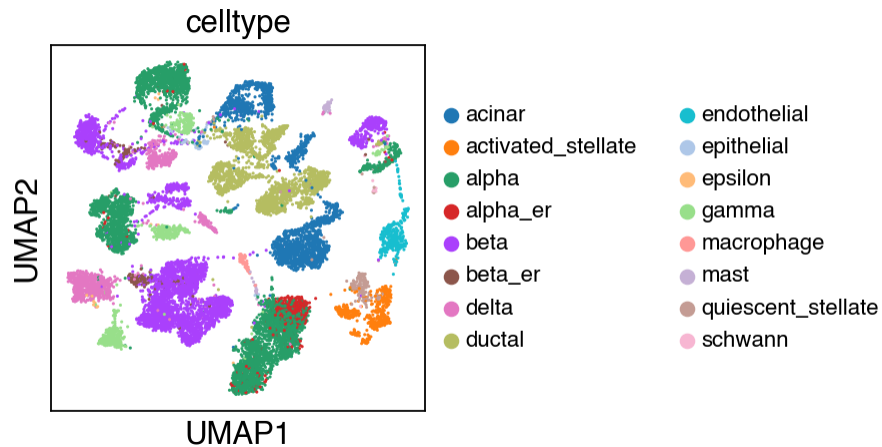 celltype
UMAP2
UMAP1
acinar
activated_stellate
alpha
alpha_er
beta
beta_er
delta
ductal
endothelial
epithelial
epsilon
gamma
macrophage
mast
quiescent_stellate
schwann